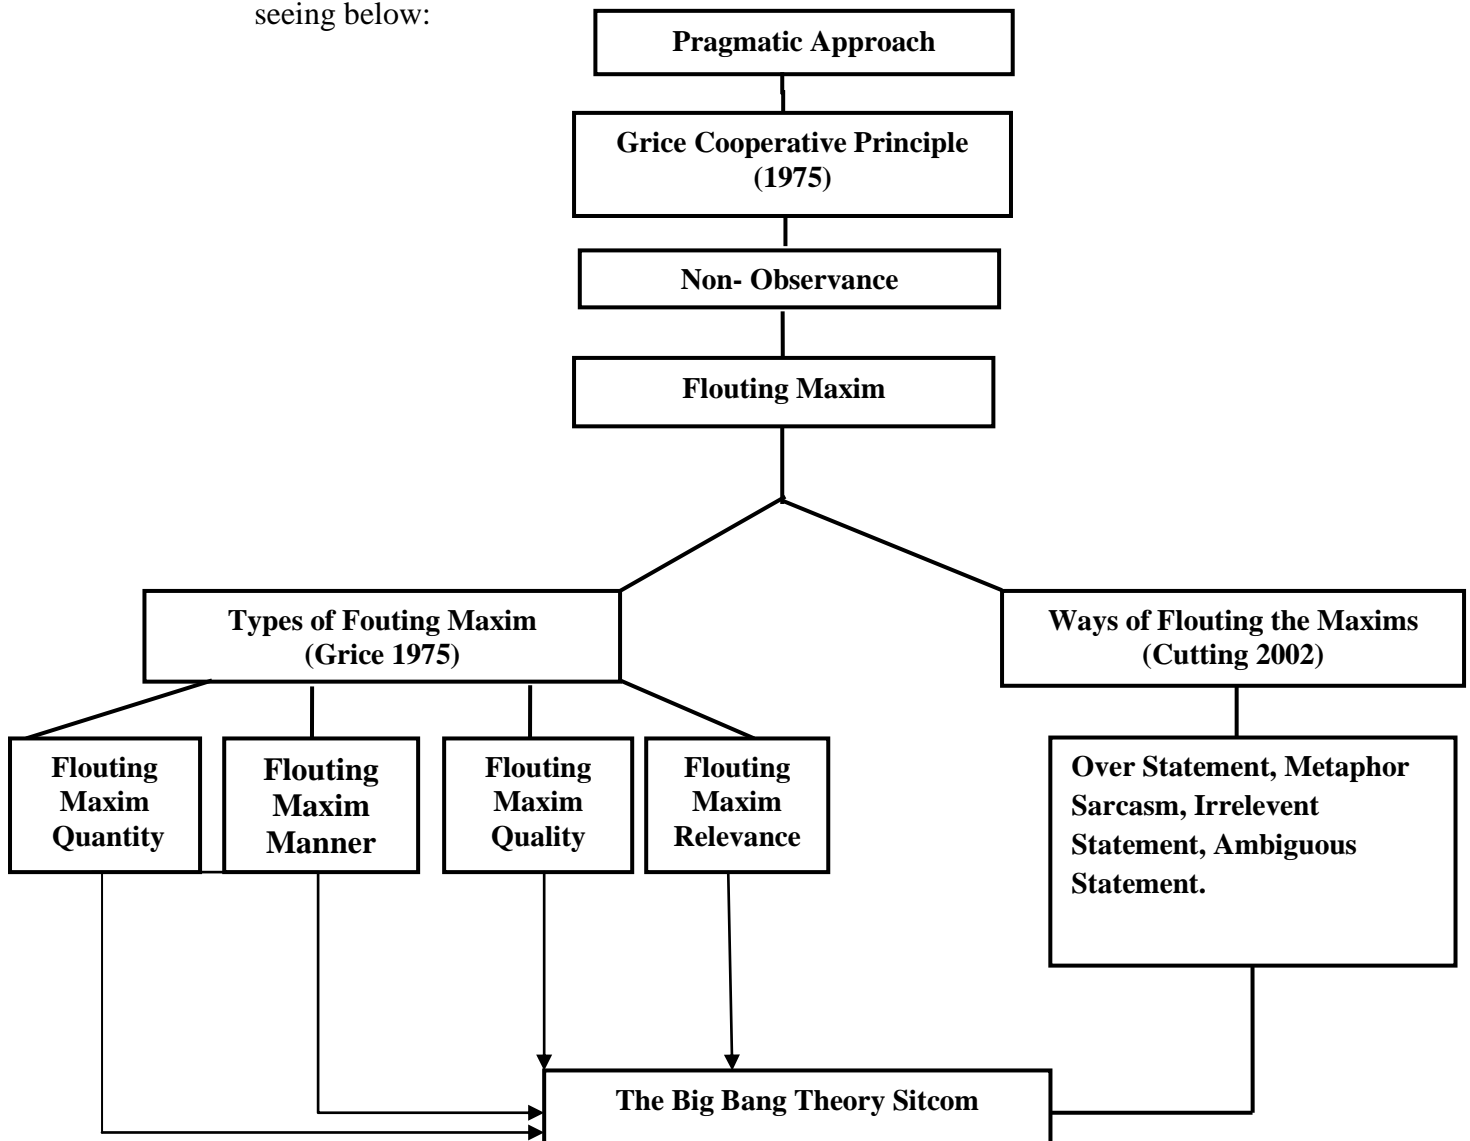 seeing below:
Pragmatic Approach
Grice Cooperative Principle
(1975)
Non- Observance
Flouting Maxim
Types of Fouting Maxim
(Grice 1975)
Ways of Flouting the Maxims
(Cutting 2002)
Flouting
Maxim
Quantity
Flouting
Maxim
Manner
Flouting
Maxim
Quality
Flouting
Maxim
Relevance
Over Statement, Metaphor
Sarcasm, Irrelevent
Statement, Ambiguous
Statement.
The Big Bang Theory Sitcom